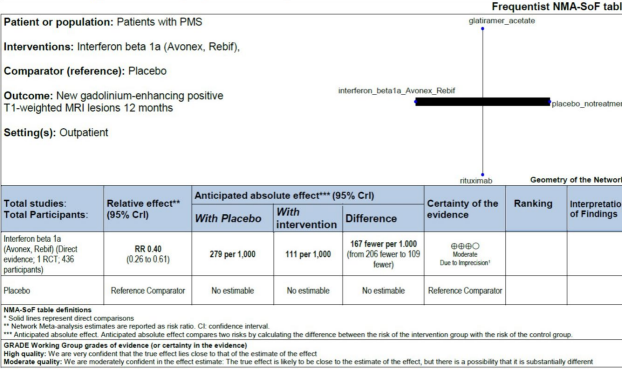 Frequentist NMA-SoF tabl
Patient or population: Patients with PMS
Interventions: Interferon beta 1a (Avonex, Rebif),
Comparator (reference): Placebo
Outcome: New gadolinium-enhancing positive
T1-weighted MRI lesions 12 months
Setting(s): Outpatient
glatiramer_acetate
interferon_beta1a_Avonex_Rebif
placebo_notreatmen
rituximab
Geometry of the Network
Total studies:
Total Participants:
Relative effect**
(95% CrI)
Anticipated absolute effect*** (95% CrI)
With Placebo
With
intervention
Difference
Certainty of the
evidence
Ranking
Interpretatio
of Findings
Interferon beta 1a
(Avonex, Rebif) (Direct
evidence; 1 RCT; 436
participants)
RR 0.40
(0.26 to 0.61)
279 per 1,000
111 per 1,000
167 fewer per 1.000
(from 206 fewer to 109
fewer)
⊕⊕⊕◯
Moderate
Due to Imprecision¹
Placebo
Reference Comparator
No estimable
No estimable
No estimable
Reference Comparator
NMA-SoF table definitions
* Solid lines represent direct comparisons
** Network Meta-analysis estimates are reported as risk ratio. CI: confidence interval.
*** Anticipated absolute effect. Anticipated absolute effect compares two risks by calculating the difference between the risk of the intervention group with the risk of the control group.
GRADE Working Group grades of evidence (or certainty in the evidence)
High quality: We are very confident that the true effect lies close to that of the estimate of the effect
Moderate quality: We are moderately confident in the effect estimate: The true effect is likely to be close to the estimate of the effect, but there is a possibility that it is substantially different